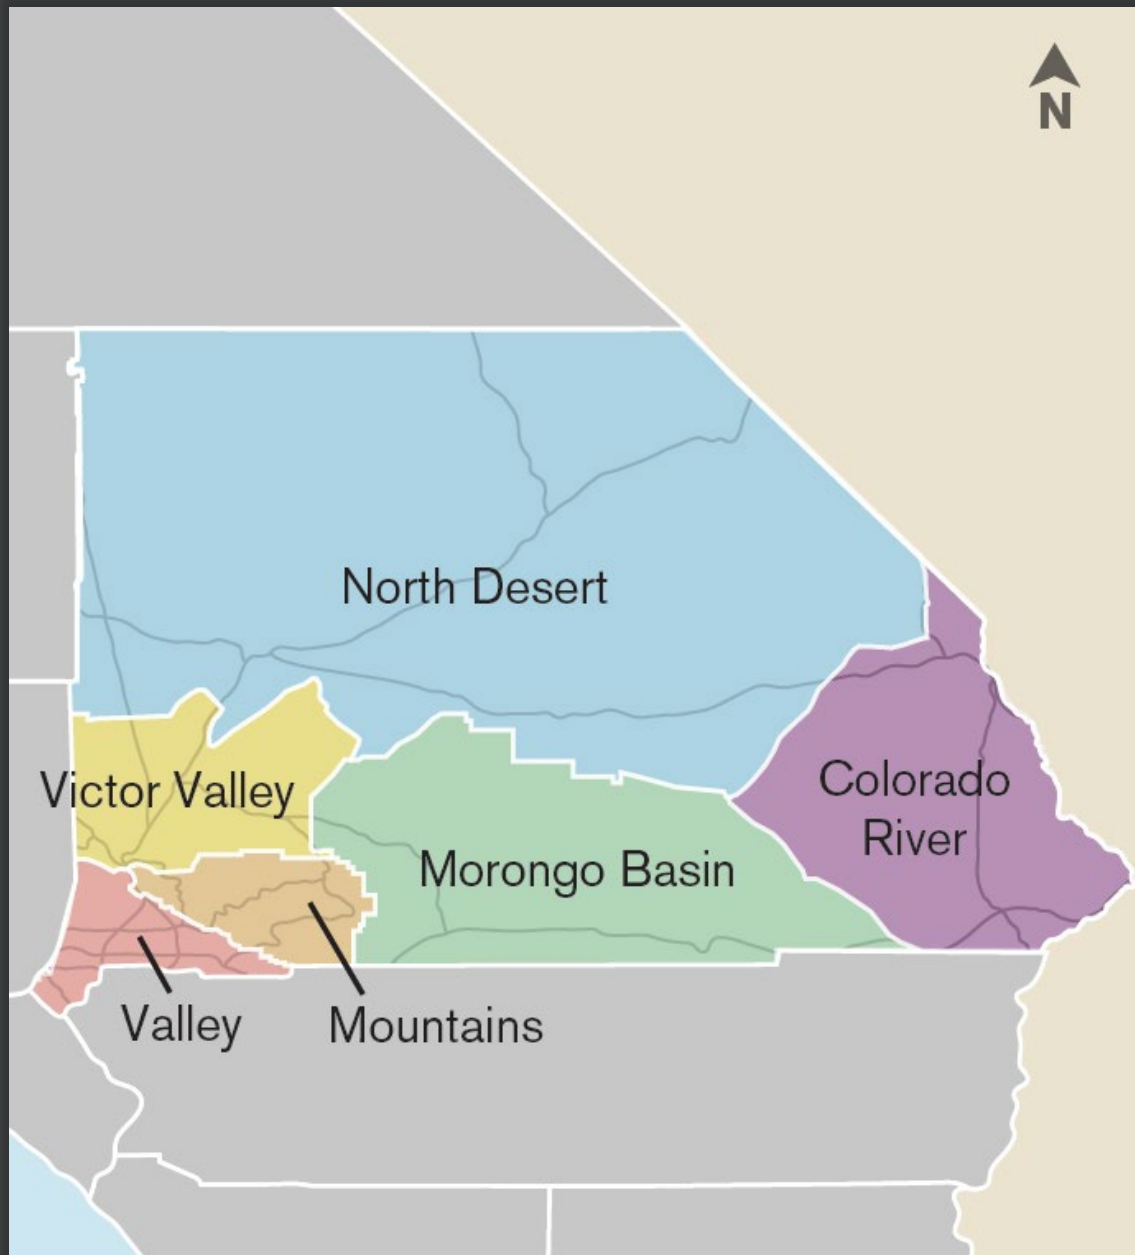 N
North Desert
Victor Valley
Colorado
River
Morongo Basin
Valley
Mountains